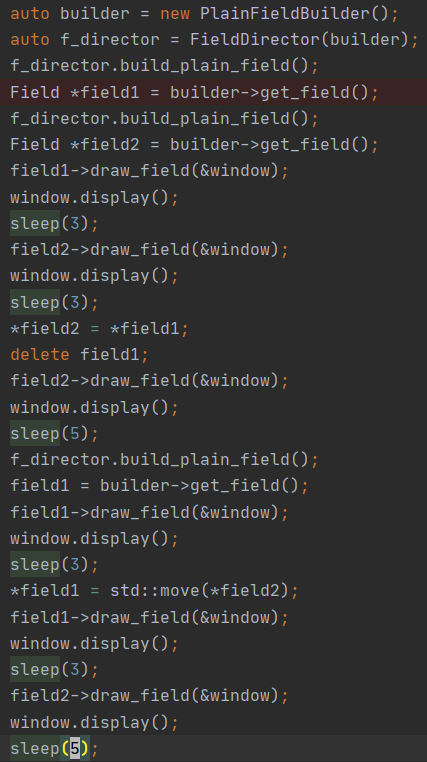 auto builder = new PlainFieldBuilder();
auto f_director = FieldDirector(builder);
f_director.build_plain_field();
Field *field1 = builder->get_field();
f_director.build_plain_field();
Field *field2 = builder->get_field();
field1->draw_field(&window);
window.display();
sleep(3);
field2->draw_field(&window);
window.display();
sleep(3);
*field2 = *field1;
delete field1;
field2->draw_field(&window);
window.display();
sleep(5);
f_director.build_plain_field();
field1 = builder->get_field();
field1->draw_field(&window);
window.display();
sleep(3);
*field1 = std::move(*field2);
field1->draw_field(&window);
window.display();
sleep(3);
field2->draw_field(&window);
window.display();
sleep(5);